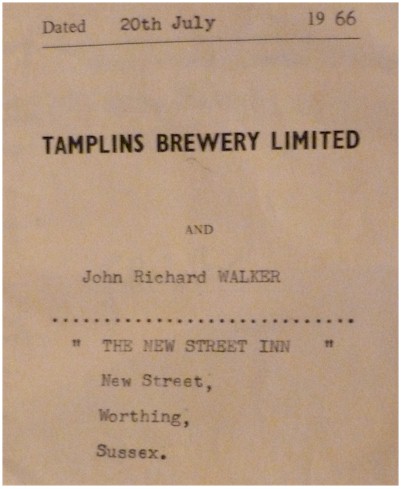 Dated 20th July 19 66
TAMPLINS BREWERY LIMITED
AND
John Richard WALKER
..............................
" THE NEW STREET INN "
New Street,
Worthing,
Sussex.